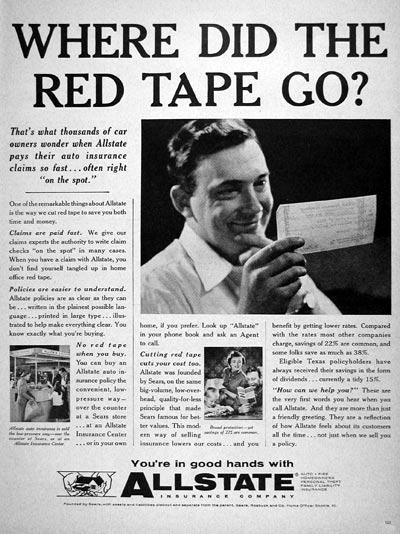 WHERE DID THE
RED TAPE GO?
That's what thousands of car
owners wonder when Allstate
pays their auto insurance
claims so fast... often right
"on the spot."
One of the remarkable things about Allstate
is the way we cut red tape to save you both
time and money.
Claims are paid fast. We give our
claims experts the authority to write claim
checks "on the spot" in many cases.
When you have a claim with Allstate, you
don't find yourself tangled up in home
office red tape.
Policies are easier to understand.
Allstate policies are as clear as they can
be... written in the plainest possible lan-
guage... printed in large type... illus-
trated to help make everything clear. You
know exactly what you're buying.
No red tape
when you buy.
You can buy an
Allstate auto in-
surance policy the
convenient, low-
pressure way—
over the counter
at a Sears store
... at an Allstate
Insurance Center
... or in your own
Allstate auto insurance is sold
the low-pressure way—over the
counter at Sears, or at an
Allstate Insurance Center.
home, if you prefer. Look up "Allstate"
in your phone book and ask an Agent
to call.
Cutting red tape
cuts your cost too.
Allstate was founded
by Sears, on the same
big-volume, low-over-
head, quality-for-less
principle that made
Sears famous for bet-
ter values. This mod-
ern way of selling
insurance lowers our costs... and you
Broad protection—yet
savings of 22% are common.
benefit by getting lower rates. Compared
with the rates most other companies
charge, savings of 22% are common, and
some folks save as much as 38%.
Eligible Texas policyholders have
always received their savings in the form
of dividends... currently a tidy 15%.
"How can we help you?" These are
the very first words you hear when you
call Allstate. And they are more than just
a friendly greeting. They are a reflection
of how Allstate feels about its customers
all the time... not just when we sell you
a policy.
You're in good hands with
ALLSTATE
INSURANCE COMPANY
AUTO • FIRE
HOMEOWNERS
PERSONAL THEFT
FAMILY LIABILITY
INSURANCE
Founded by Sears, with assets and liabilities distinct and separate from the parent, Sears, Roebuck and Co. Home Office: Skokie, Ill.